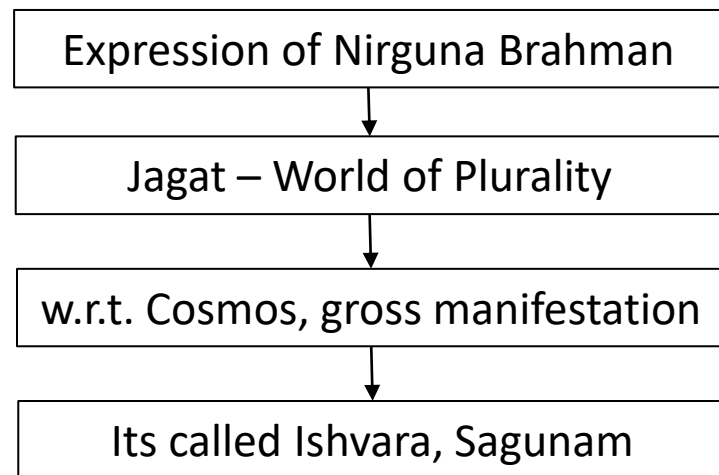 Expression of Nirguna Brahman
Jagat – World of Plurality
w.r.t. Cosmos, gross manifestation
Its called Ishvara, Sagunam